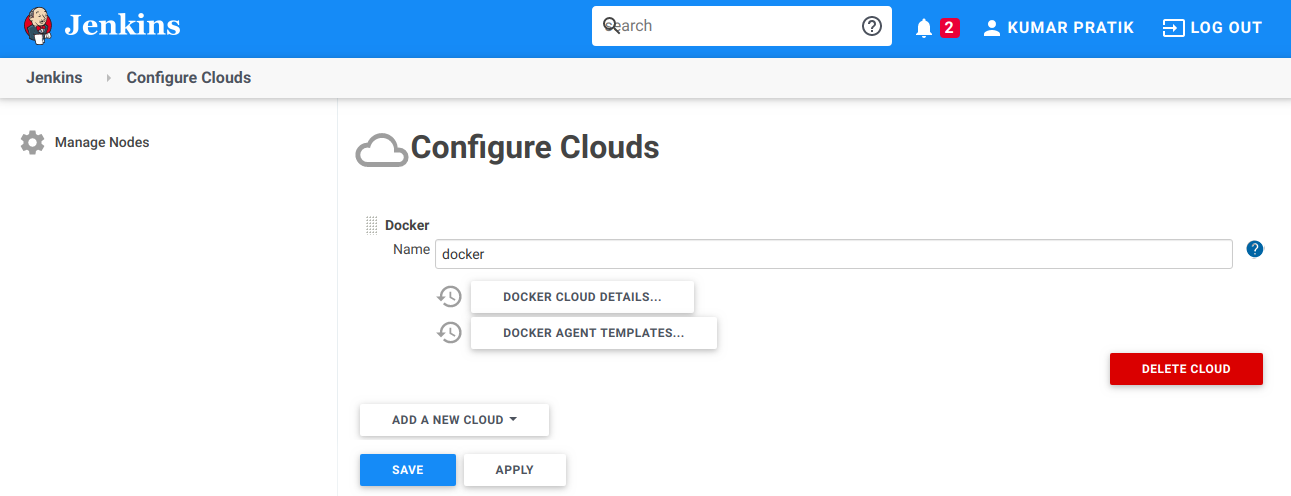 Jenkins
search
2
KUMAR PRATIK
LOG OUT
Jenkins
Configure Clouds
Manage Nodes
Configure Clouds
Docker
Name
docker
?
DOCKER CLOUD DETAILS...
DOCKER AGENT TEMPLATES...
DELETE CLOUD
ADD A NEW CLOUD
SAVE
APPLY